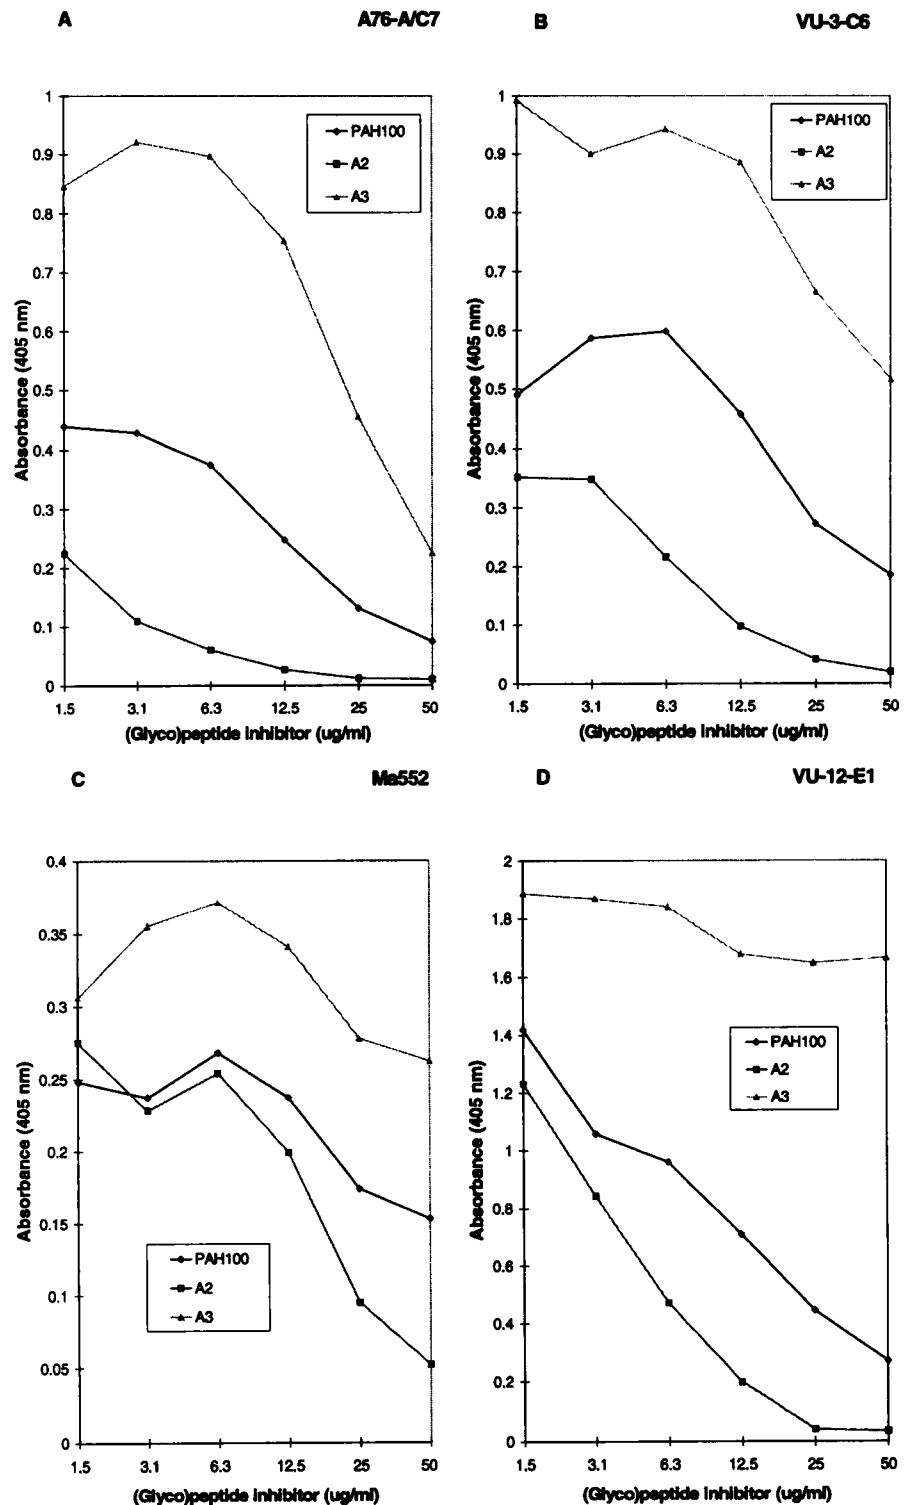 A A76-A/C7
1
0.9
0.8
0.7
0.6
0.5
0.4
0.3
0.2
0.1
0
Absorbance (405 nm)
PAH100
A2
A3
1.5 3.1 6.3 12.5 25 50
(Glyco)peptide inhibitor (ug/ml)
B VU-3-C6
1
0.9
0.8
0.7
0.6
0.5
0.4
0.3
0.2
0.1
0
Absorbance (405 nm)
PAH100
A2
A3
1.5 3.1 6.3 12.5 25 50
(Glyco)peptide inhibitor (ug/ml)
C Ma552
0.4
0.35
0.3
0.25
0.2
0.15
0.1
0.05
0
Absorbance (405 nm)
PAH100
A2
A3
1.5 3.1 6.3 12.5 25 50
(Glyco)peptide inhibitor (ug/ml)
D VU-12-E1
2
1.8
1.6
1.4
1.2
1
0.8
0.6
0.4
0.2
0
Absorbance (405 nm)
PAH100
A2
A3
1.5 3.1 6.3 12.5 25 50
(Glyco)peptide inhibitor (ug/ml)